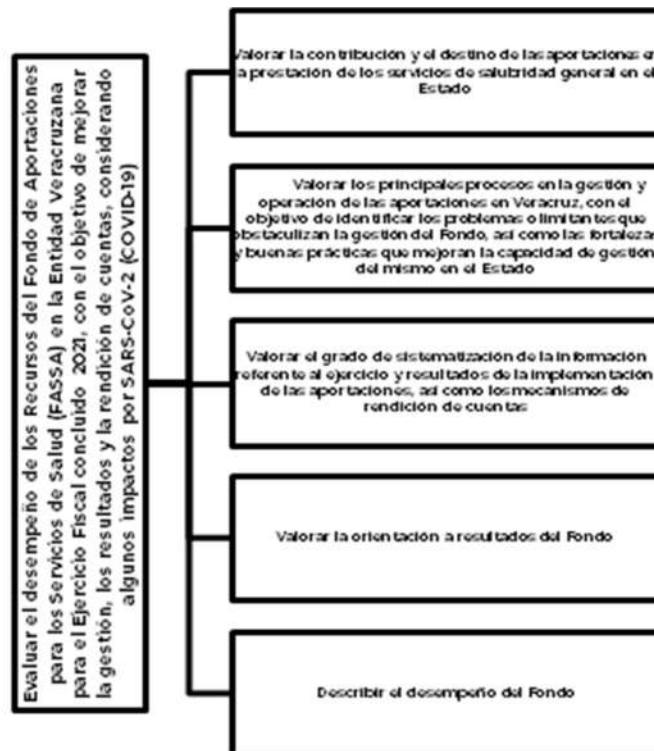 Evaluar el desempeño de los Recursos del Fondo de Aportaciones
para los Servicios de Salud (FASSA) en la Entidad Veracruzana
para el Ejercicio Fiscal concluido 2021, con el objetivo de mejorar
la gestión, los resultados y la rendición de cuentas, considerando
algunos impactos por SARS-CoV-2 (COVID-19)
Valorar la contribución y el destino de las aportaciones en
la prestación de los servicios de salubridad general en el
Estado
Valorar los principales procesos en la gestión y
operación de las aportaciones en Veracruz, con el
objetivo de identificar los problemas o limitantes que
obstaculizan la gestión del Fondo, así como las fortalezas
y buenas prácticas que mejoran la capacidad de gestión
del mismo en el Estado
Valorar el grado de sistematización de la información
referente al ejercicio y resultados de la implementación
de las aportaciones, así como los mecanismos de
rendición de cuentas
Valorar la orientación a resultados del Fondo
Describir el desempeño del Fondo